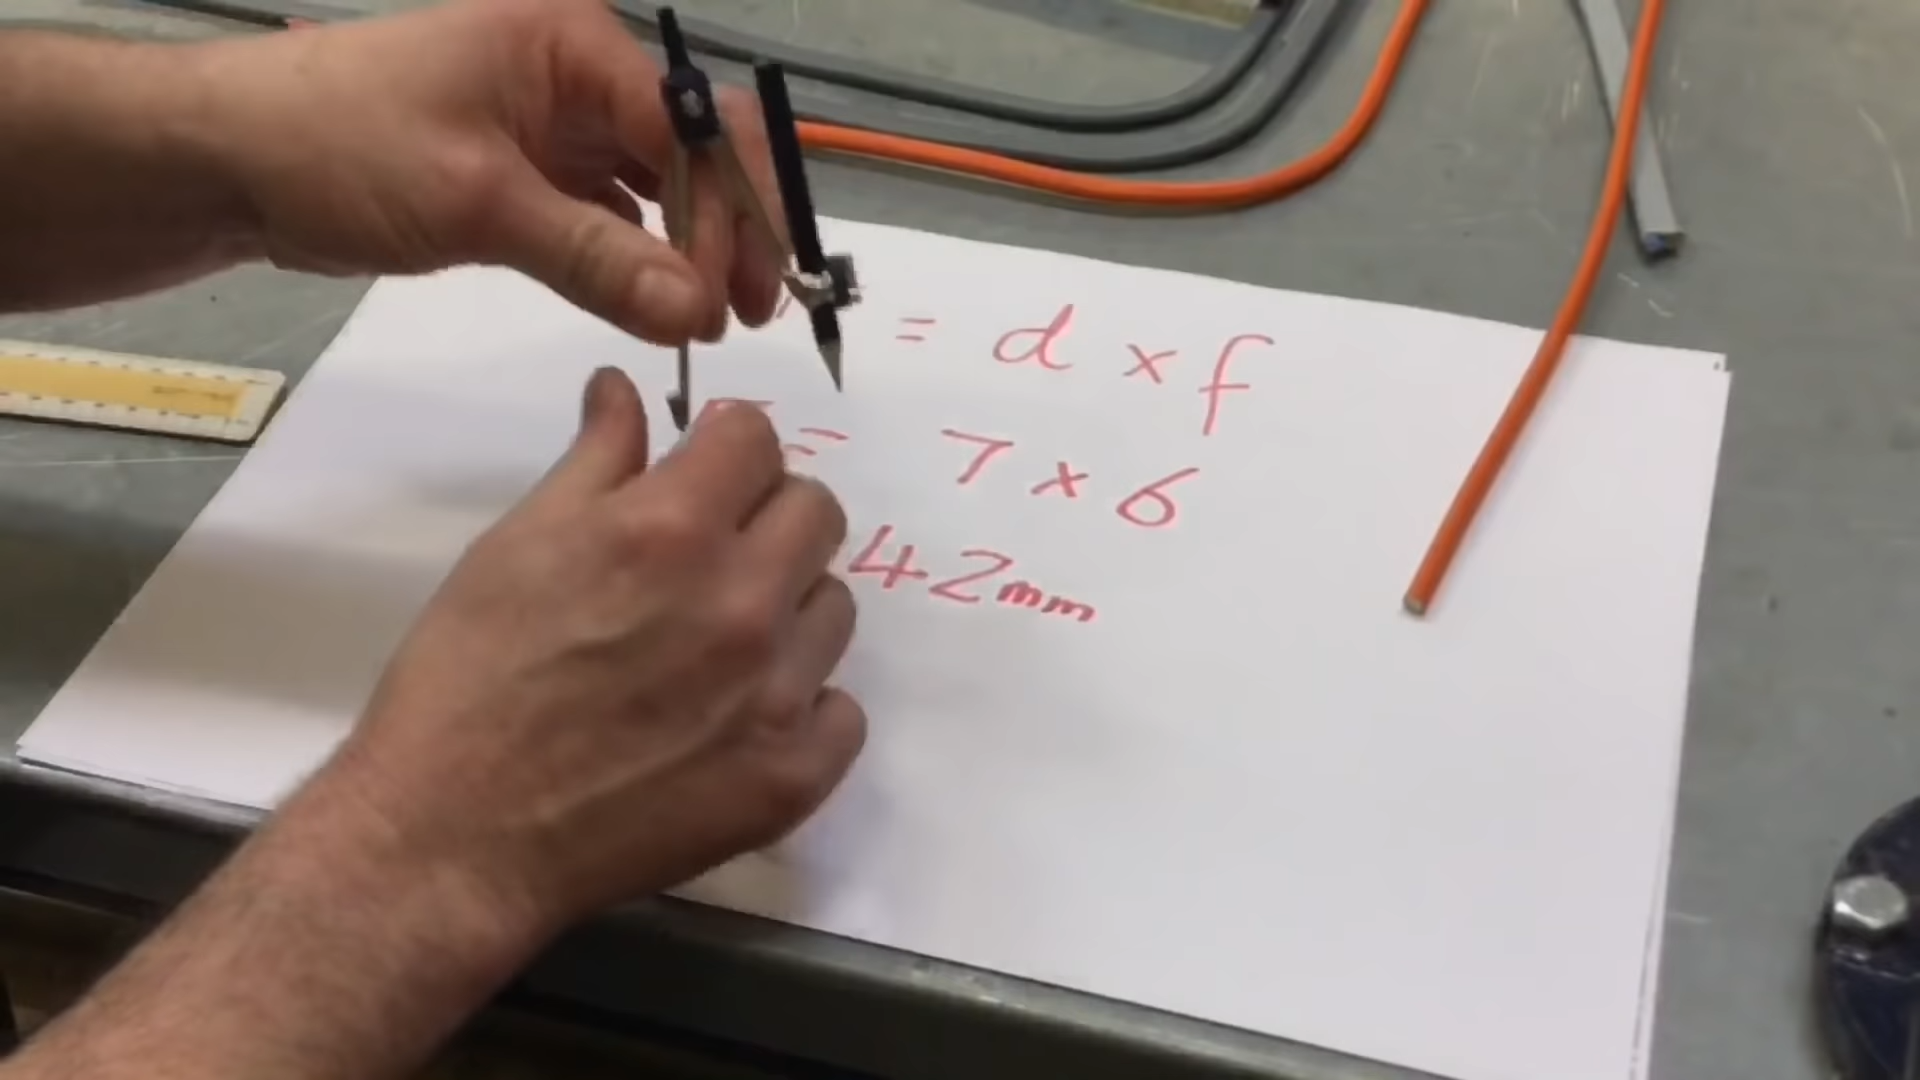 = d × f
= 7 × 6
42mm